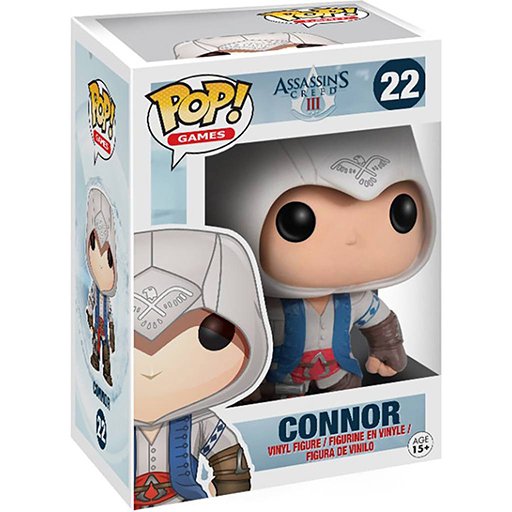 POP!
GAMES
ASSASSIN'S
CREED
III
22
POP!
GAMES
CONNOR
22
CONNOR
VINYL FIGURE / FIGURINE EN VINYLE /
FIGURA DE VINILO
AGE
15+